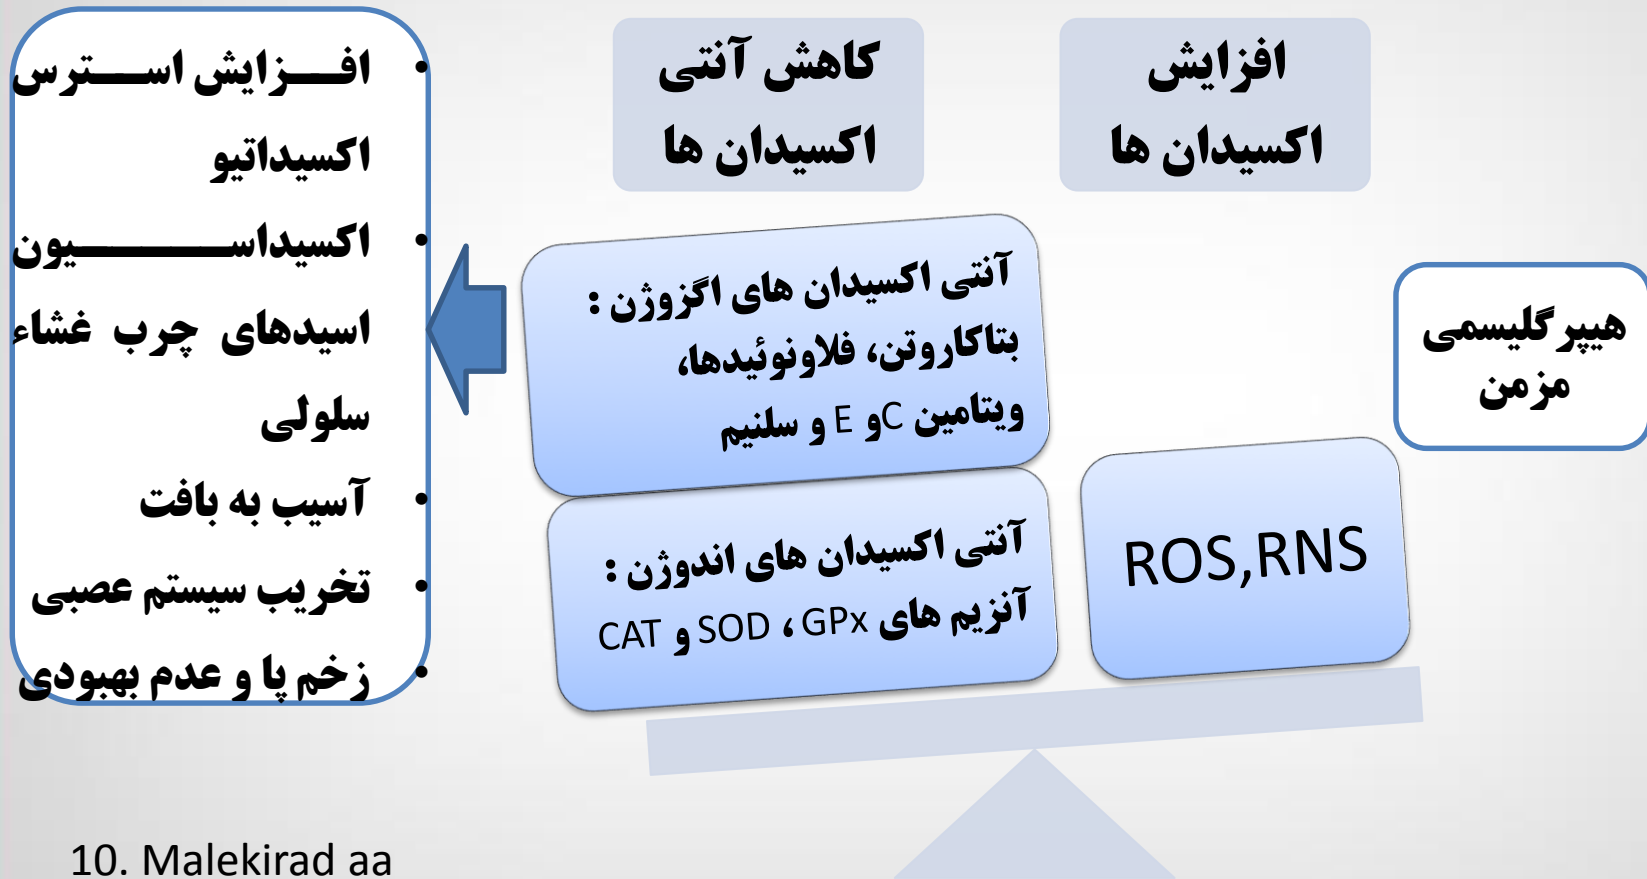 افزایش
اکسیدان ها
کاهش آنتی
اکسیدان ها
هیپرگلیسمی
مزمن
ROS,RNS
آنتی اکسیدان های اگزوژن :
بتاکاروتن، فلاونوئیدها،
ویتامین C و E و سلنیم
آنتی اکسیدان های اندوژن :
آنزیم های GPx ، SOD و CAT
• افزایش استرس
اکسیداتیو
• اکسیداسیون
اسیدهای چرب غشاء
سلولی
• آسیب به بافت
• تخریب سیستم عصبی
• زخم پا و عدم بهبودی
10. Malekirad aa